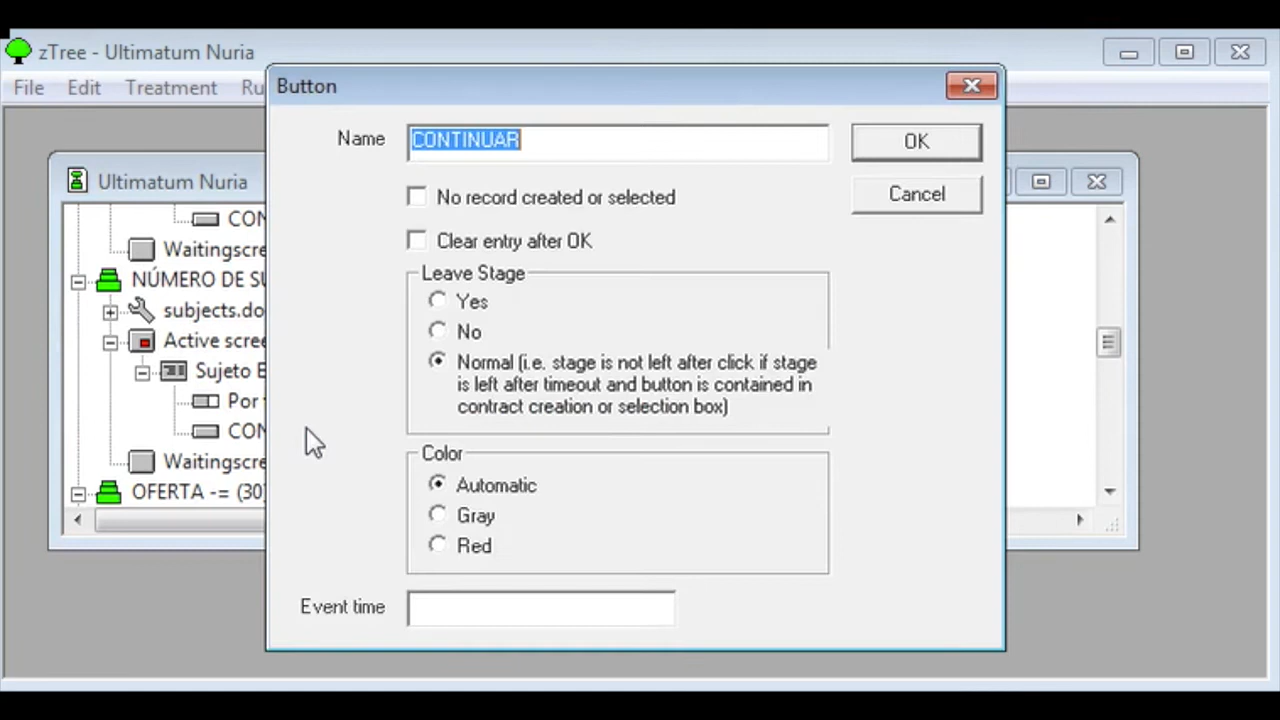 zTree - Ultimatum Nuria
File Edit Treatment Ru
Button
Name CONTINUAR OK
Cancel
No record created or selected
Clear entry after OK
Leave Stage
Yes
No
Normal (i.e. stage is not left after click if stage
is left after timeout and button is contained in
contract creation or selection box)
Color
Automatic
Gray
Red
Event time
Ultimatum Nuria
CON
Waitingscre
NÚMERO DE SU
subjects.do
Active scree
Sujeto E
Por
CON
Waitingscre
OFERTA -= (30)